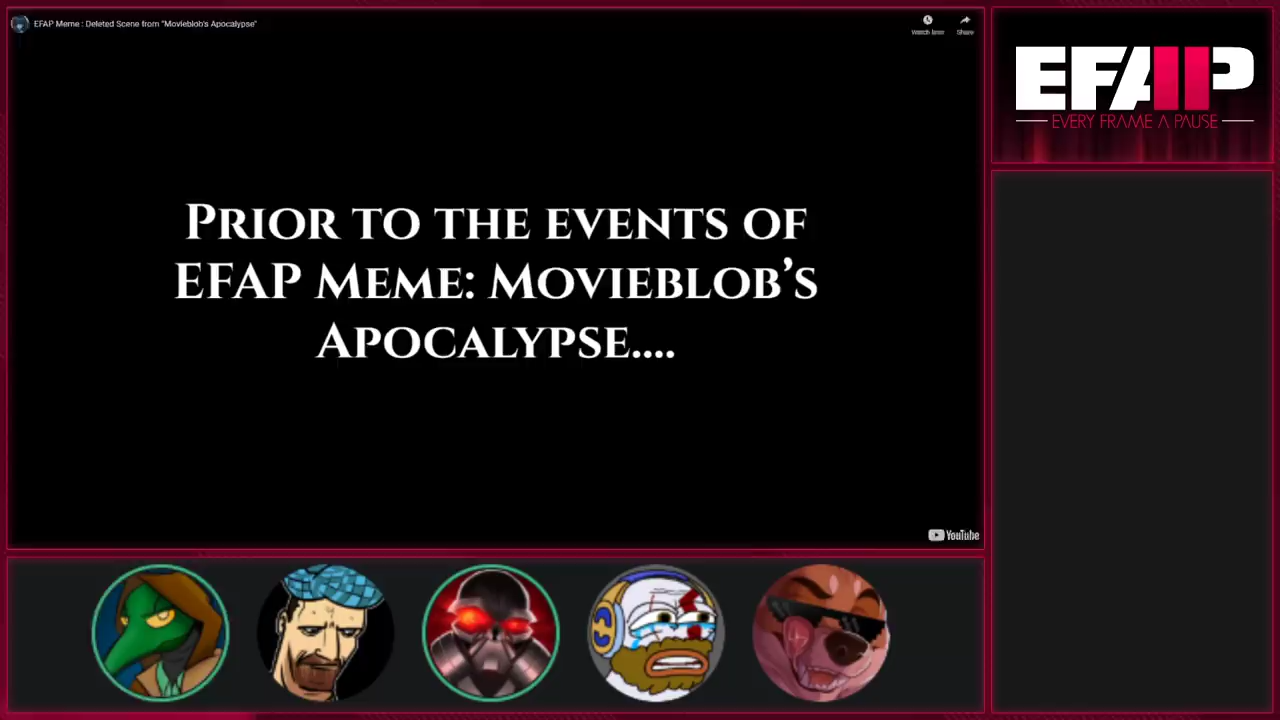 EFAP Meme : Deleted Scene from "Movieblob's Apocalypse"
Watch later
Share
EFAP
EVERY FRAME A PAUSE
PRIOR TO THE EVENTS OF
EFAP MEME: MOVIEBLOB'S
APOCALYPSE....
YouTube